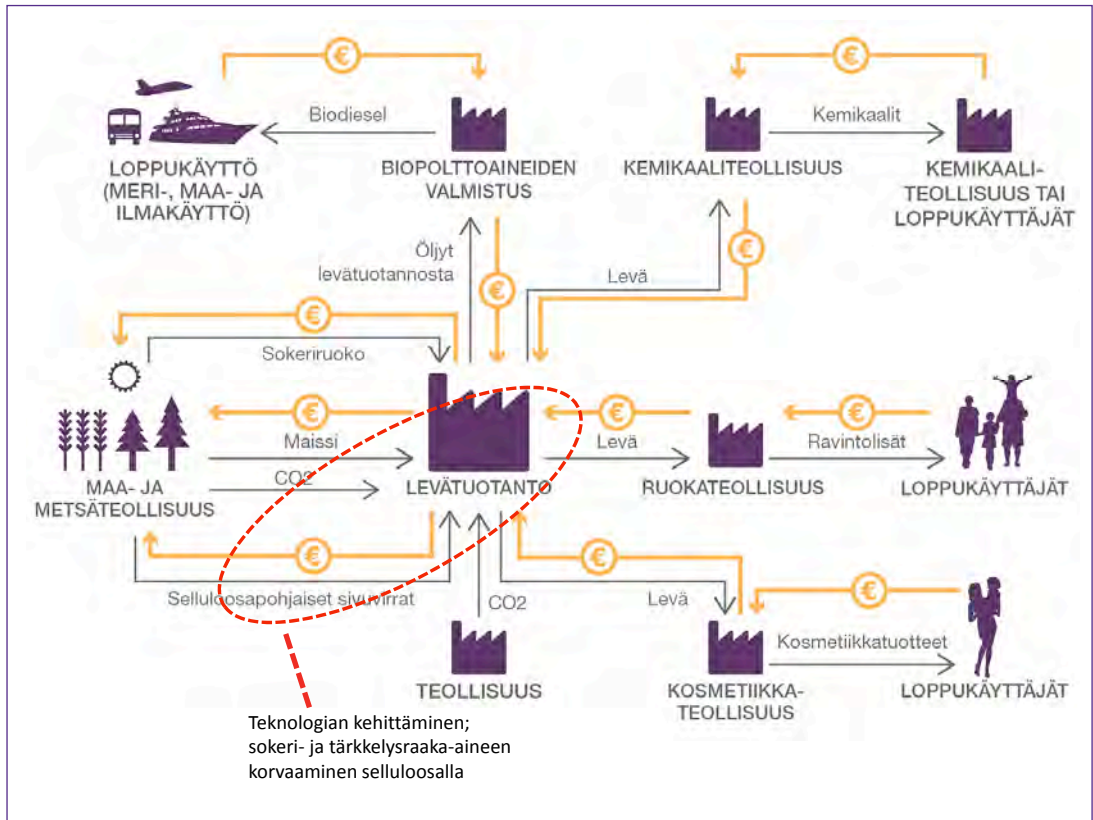 €
€
Biodiesel
Kemikaalit
LOPPUKÄYTTÖ
(MERI-, MAA- JA
ILMAKÄYTTÖ)
BIOPOLTTOAINEIDEN
VALMISTUS
KEMIKAALITEOLLISUUS
KEMIKAALI-
TEOLLISUUS TAI
LOPPUKÄYTTÄJÄT
Öljyt
levätuotannosta
€
Levä
€
€
Sokeriruoko
€
Maissi
€
Levä
€
Ravintolisät
CO2
MAA- JA
METSÄTEOLLISUUS
LEVÄTUOTANTO
RUOKATEOLLISUUS
LOPPUKÄYTTÄJÄT
€
€
Selluloosapohjaiset sivuvirrat
CO2
Levä
€
Kosmetiikkatuotteet
TEOLLISUUS
KOSMETIIKKA-
TEOLLISUUS
LOPPUKÄYTTÄJÄT
Teknologian kehittäminen;
sokeri- ja tärkkelysraaka-aineen
korvaaminen selluloosalla